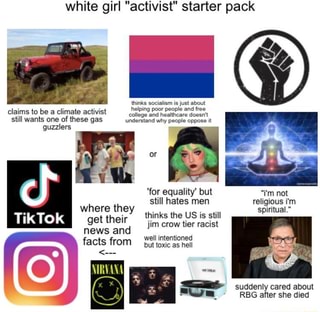 white girl "activist" starter pack
claims to be a climate activist
still wants one of these gas
guzzlers
thinks socialism is just about
helping poor people and free
college and healthcare doesn't
understand why people oppose it
or
'for equality' but
still hates men
"i'm not
religious i'm
spiritual."
TikTok
where they
get their
news and
facts from
<---
thinks the US is still
jim crow tier racist
well intentioned
but toxic as hell
NIRVANA
suddenly cared about
RBG after she died